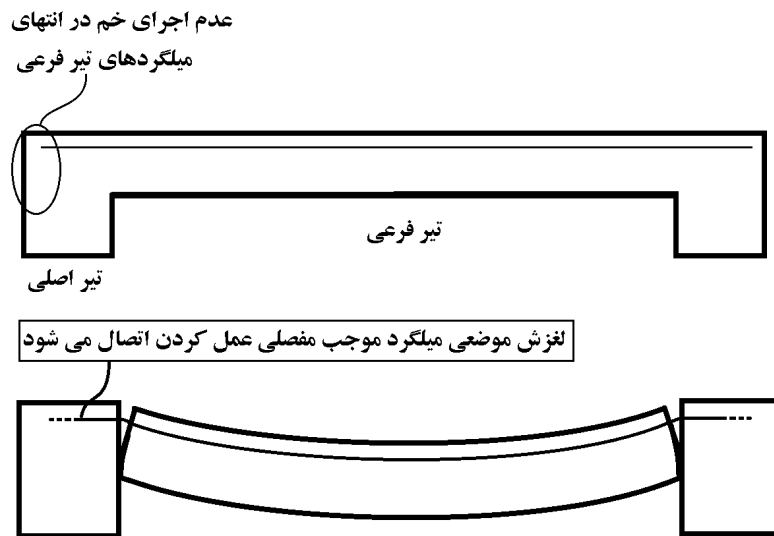 عدم اجرای خم در انتهای
میلگردهای تیر فرعی
تیر فرعی
تیر اصلی
لغزش موضعی میلگرد موجب مفصلی عمل کردن اتصال می شود